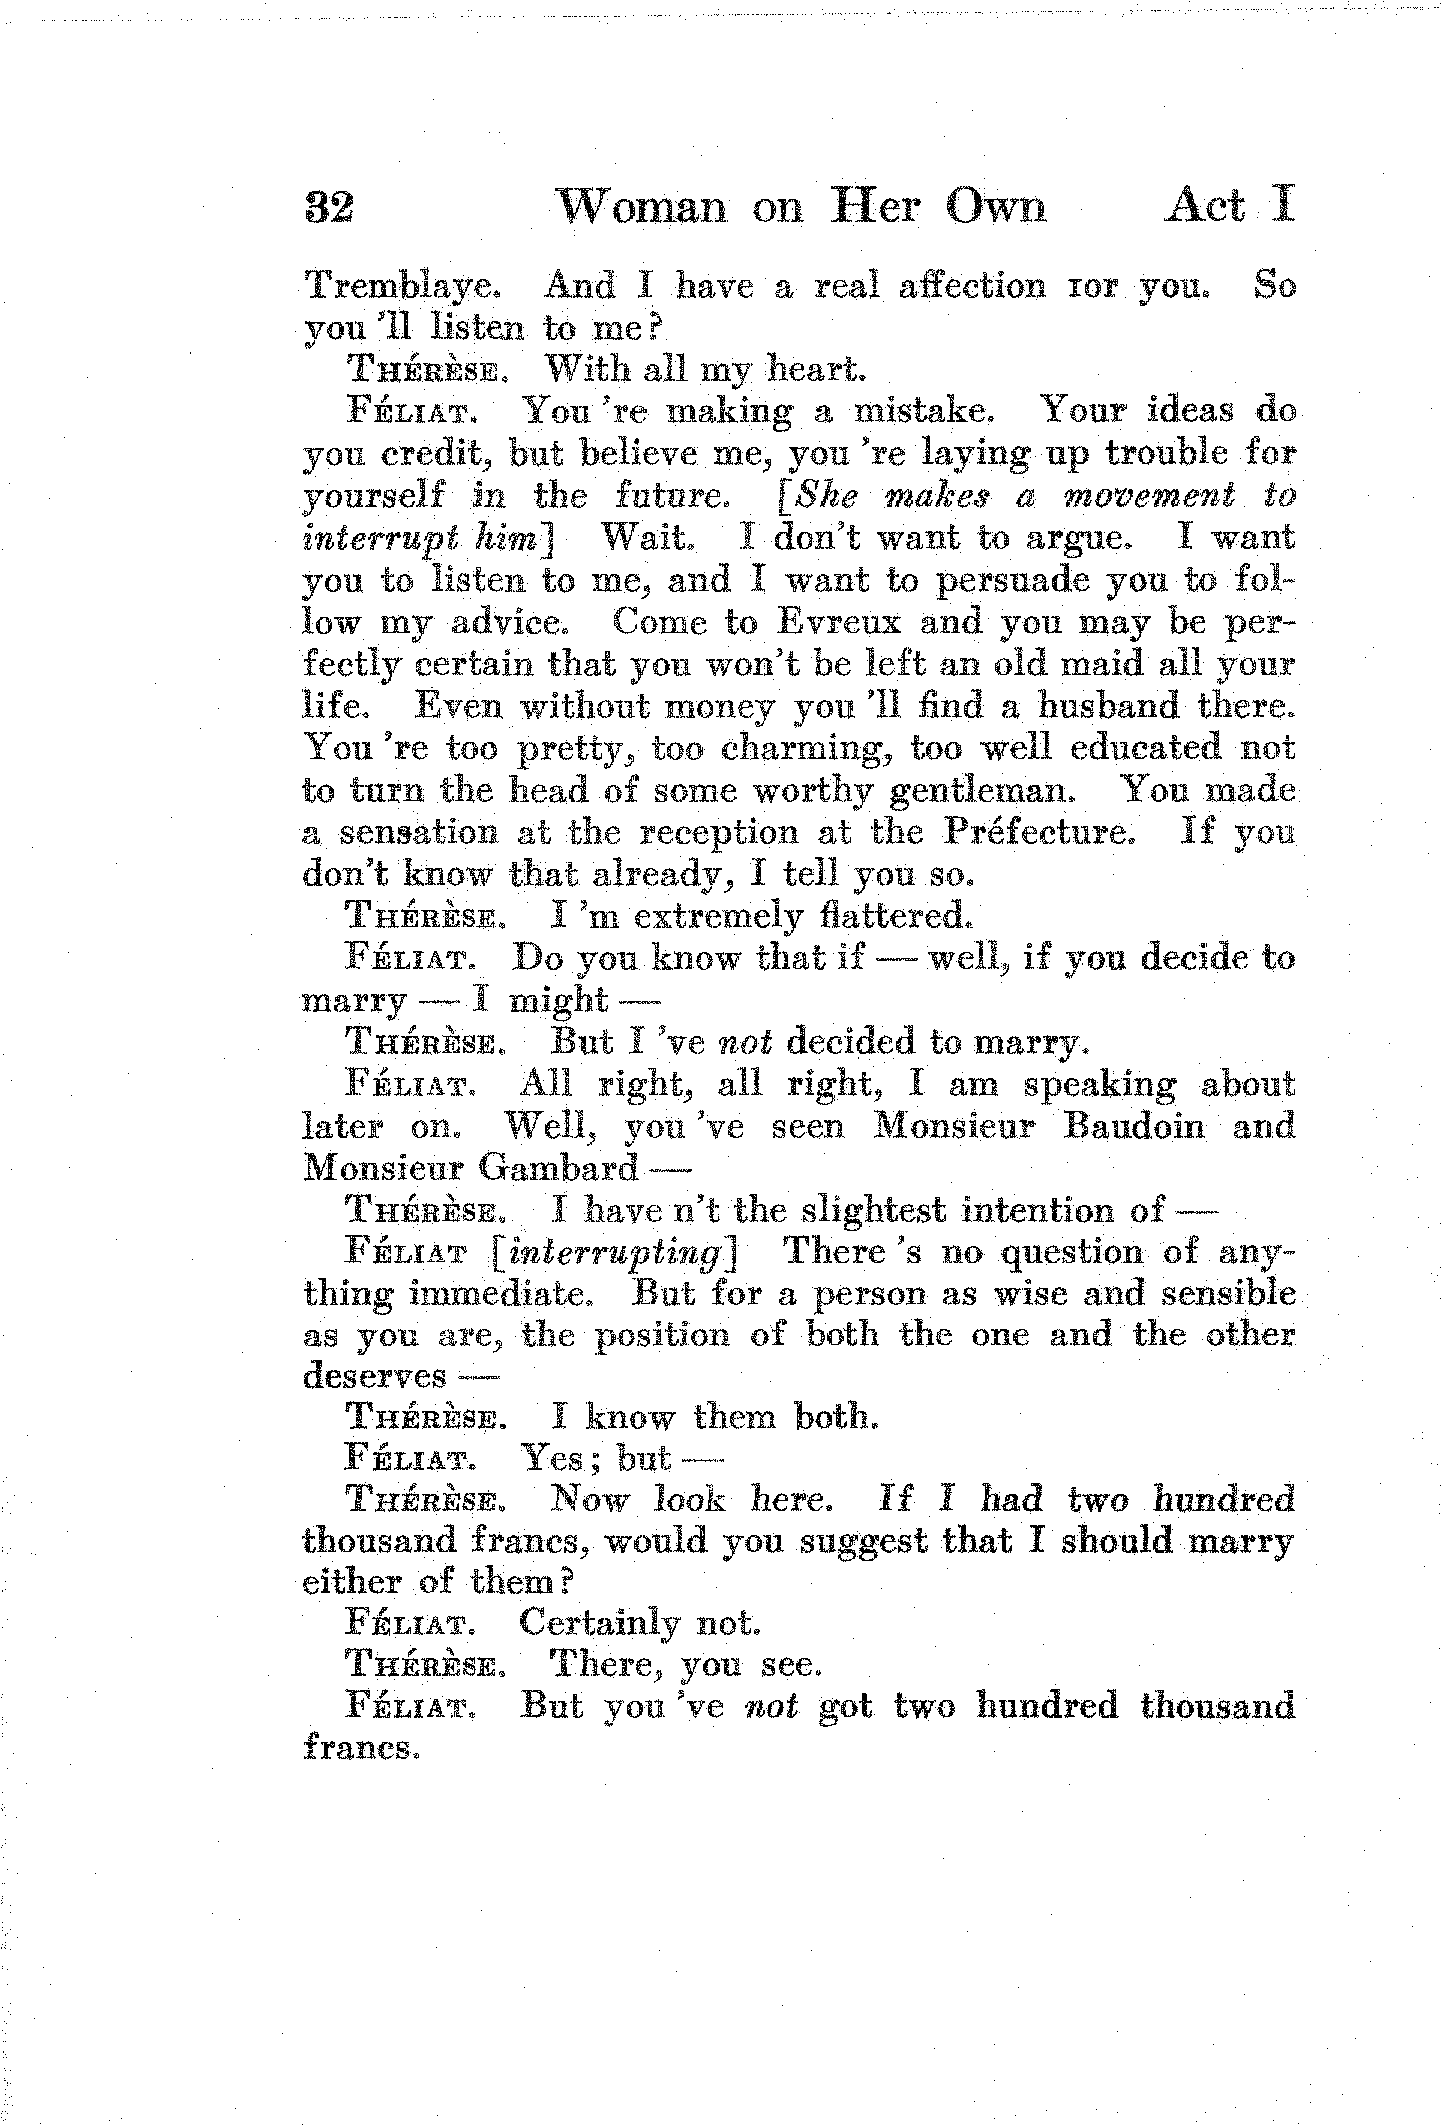 32 Woman on Her Own Act I
Tremblaye. And I have a real affection for you. So
you 'll listen to me?
THÉRÈSE. With all my heart.
FÉLIAT. You 're making a mistake. Your ideas do
you credit, but believe me, you 're laying up trouble for
yourself in the future. [She makes a movement to
interrupt him] Wait. I don't want to argue. I want
you to listen to me, and I want to persuade you to fol-
low my advice. Come to Evreux and you may be per-
fectly certain that you won't be left an old maid all your
life. Even without money you 'll find a husband there.
You 're too pretty, too charming, too well educated not
to turn the head of some worthy gentleman. You made
a sensation at the reception at the Préfecture. If you
don't know that already, I tell you so.
THÉRÈSE. I 'm extremely flattered.
FÉLIAT. Do you know that if — well, if you decide to
marry — I might —
THÉRÈSE. But I 've not decided to marry.
FÉLIAT. All right, all right, I am speaking about
later on. Well, you 've seen Monsieur Baudoin and
Monsieur Gambard —
THÉRÈSE. I have n't the slightest intention of —
FÉLIAT [interrupting] There 's no question of any-
thing immediate. But for a person as wise and sensible
as you are, the position of both the one and the other
deserves —
THÉRÈSE. I know them both.
FÉLIAT. Yes; but —
THÉRÈSE. Now look here. If I had two hundred
thousand francs, would you suggest that I should marry
either of them?
FÉLIAT. Certainly not.
THÉRÈSE. There, you see.
FÉLIAT. But you 've not got two hundred thousand
francs.